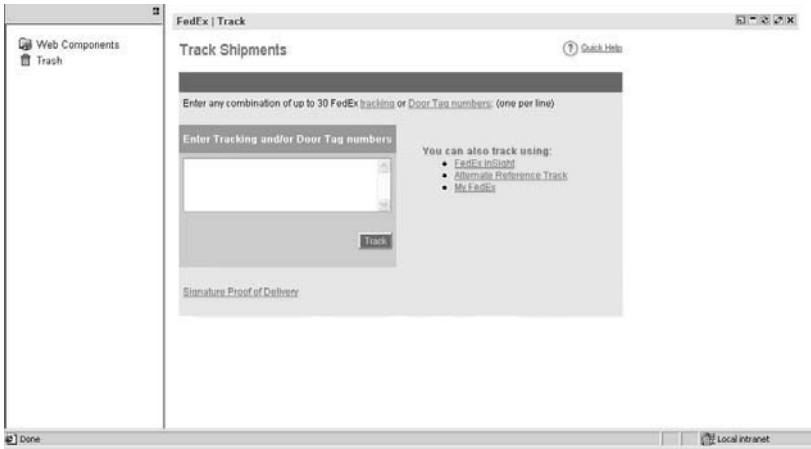 FedEx | Track
Web Components
Trash
Track Shipments
Quick Help
Enter any combination of up to 30 FedEx tracking or Door Tag numbers: (one per line)
Enter Tracking and/or Door Tag numbers
You can also track using:
FedEx InSight
Alternate Reference Track
My FedEx
Track
Signature Proof of Delivery
Done
Local intranet